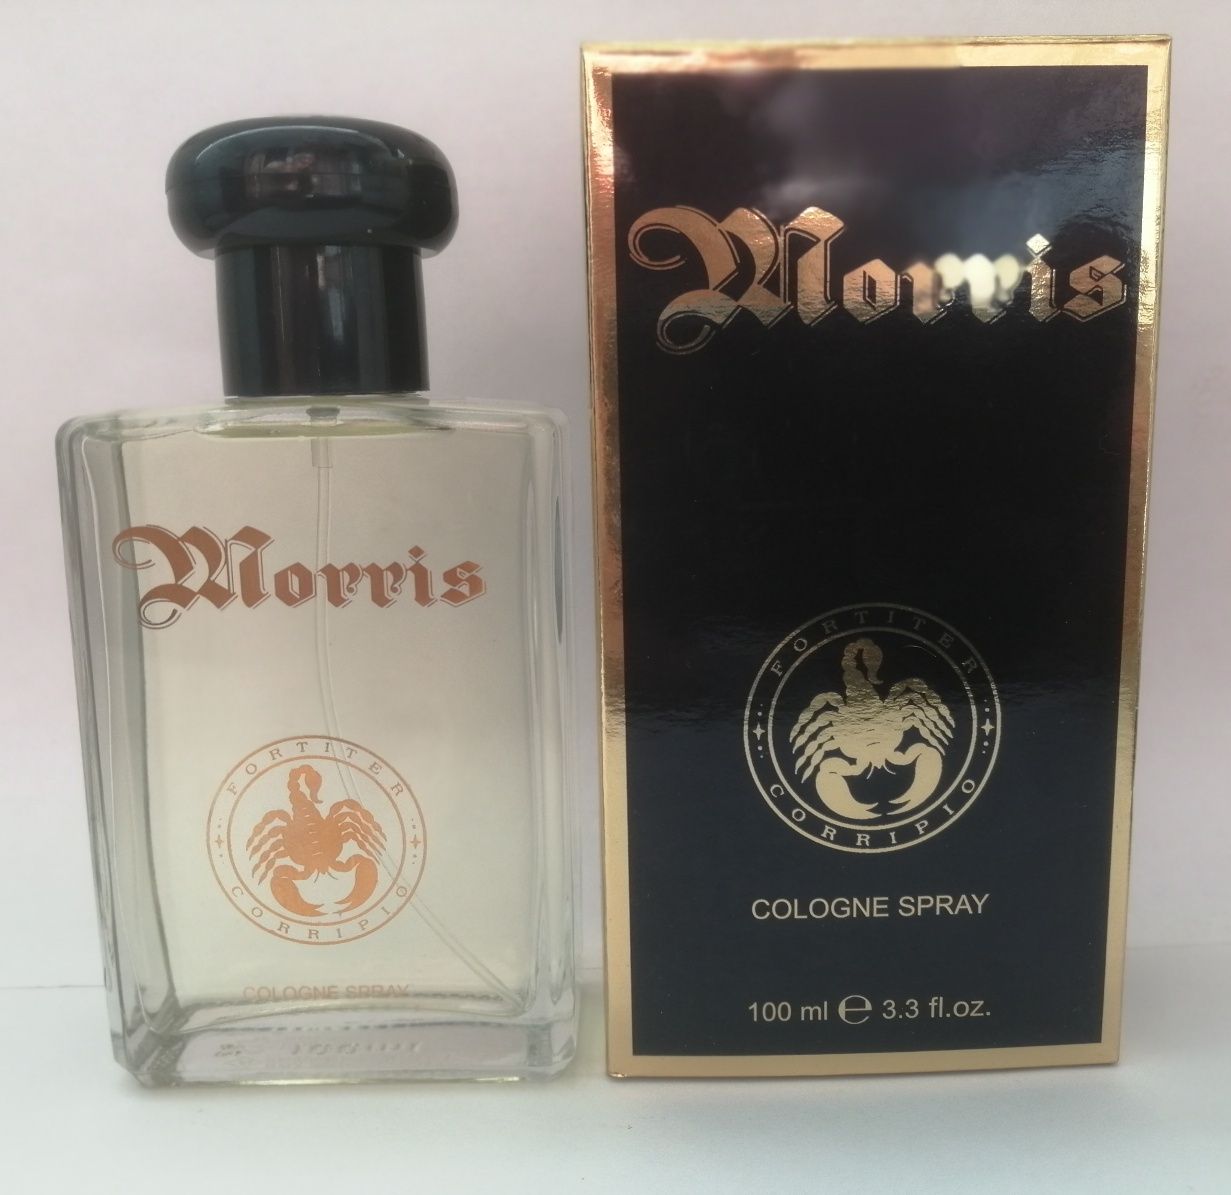 Morris
FORTITER
CORRIPIO
COLOGNE SPRAY
Morris
FORTITER
CORRIPIO
COLOGNE SPRAY
100 ml ℮ 3.3 fl.oz.